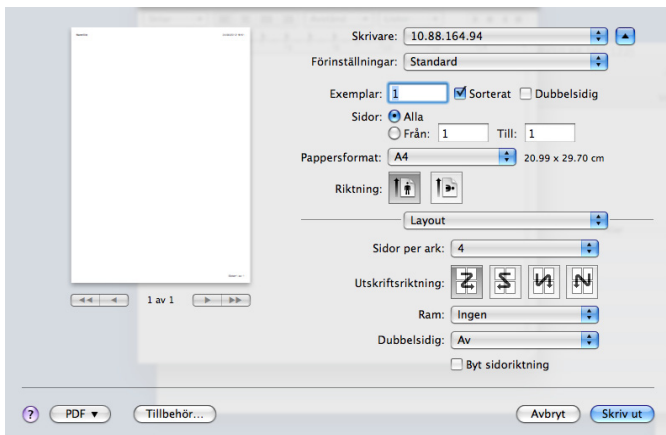 Skrivare: 10.88.164.94
Förinställningar: Standard
Exemplar: 1 Sorterat Dubbelsidig
Sidor: Alla
Från: 1 Till: 1
Pappersformat: A4 20.99 x 29.70 cm
Riktning:
Layout
Sidor per ark: 4
Utskriftsriktning:
Ram: Ingen
Dubbelsidig: Av
Byt sidoriktning
1 av 1
? PDF Tillbehör... Avbryt Skriv ut